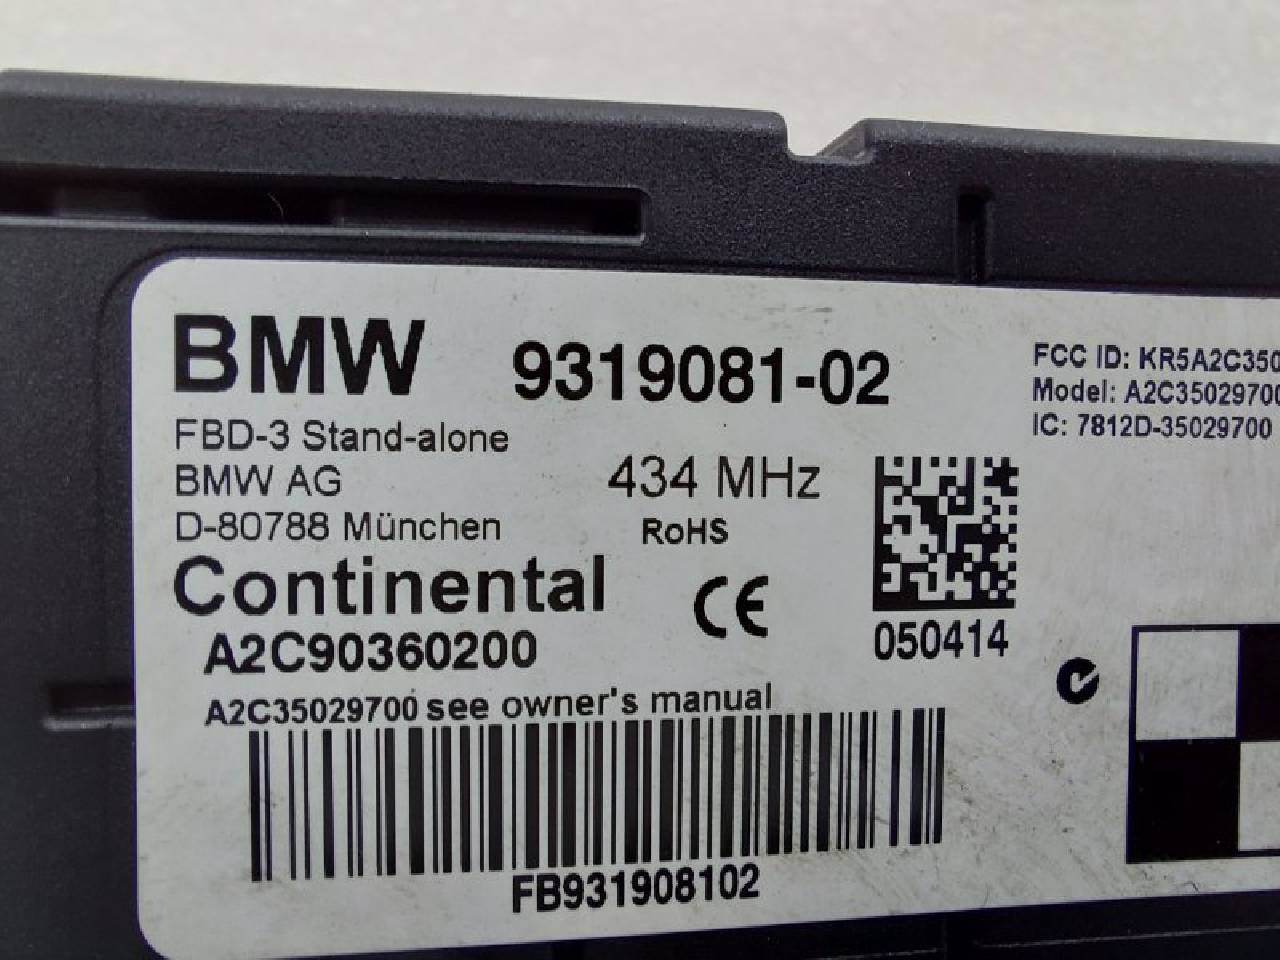 BMW 9319081-02
FBD-3 Stand-alone
BMW AG 434 MHz
D-80788 München RoHS
Continental CE
A2C90360200
A2C35029700 see owner's manual
FB931908102
FCC ID: KR5A2C350
Model: A2C35029700
IC: 7812D-35029700
050414